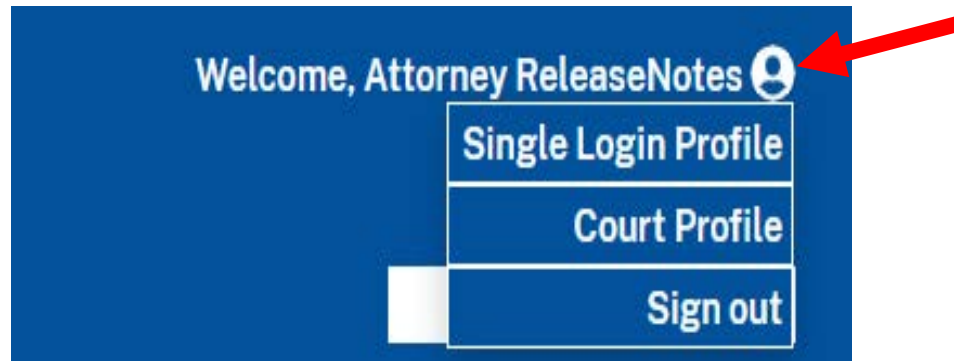 Welcome, Attorney ReleaseNotes
Single Login Profile
Court Profile
Sign out